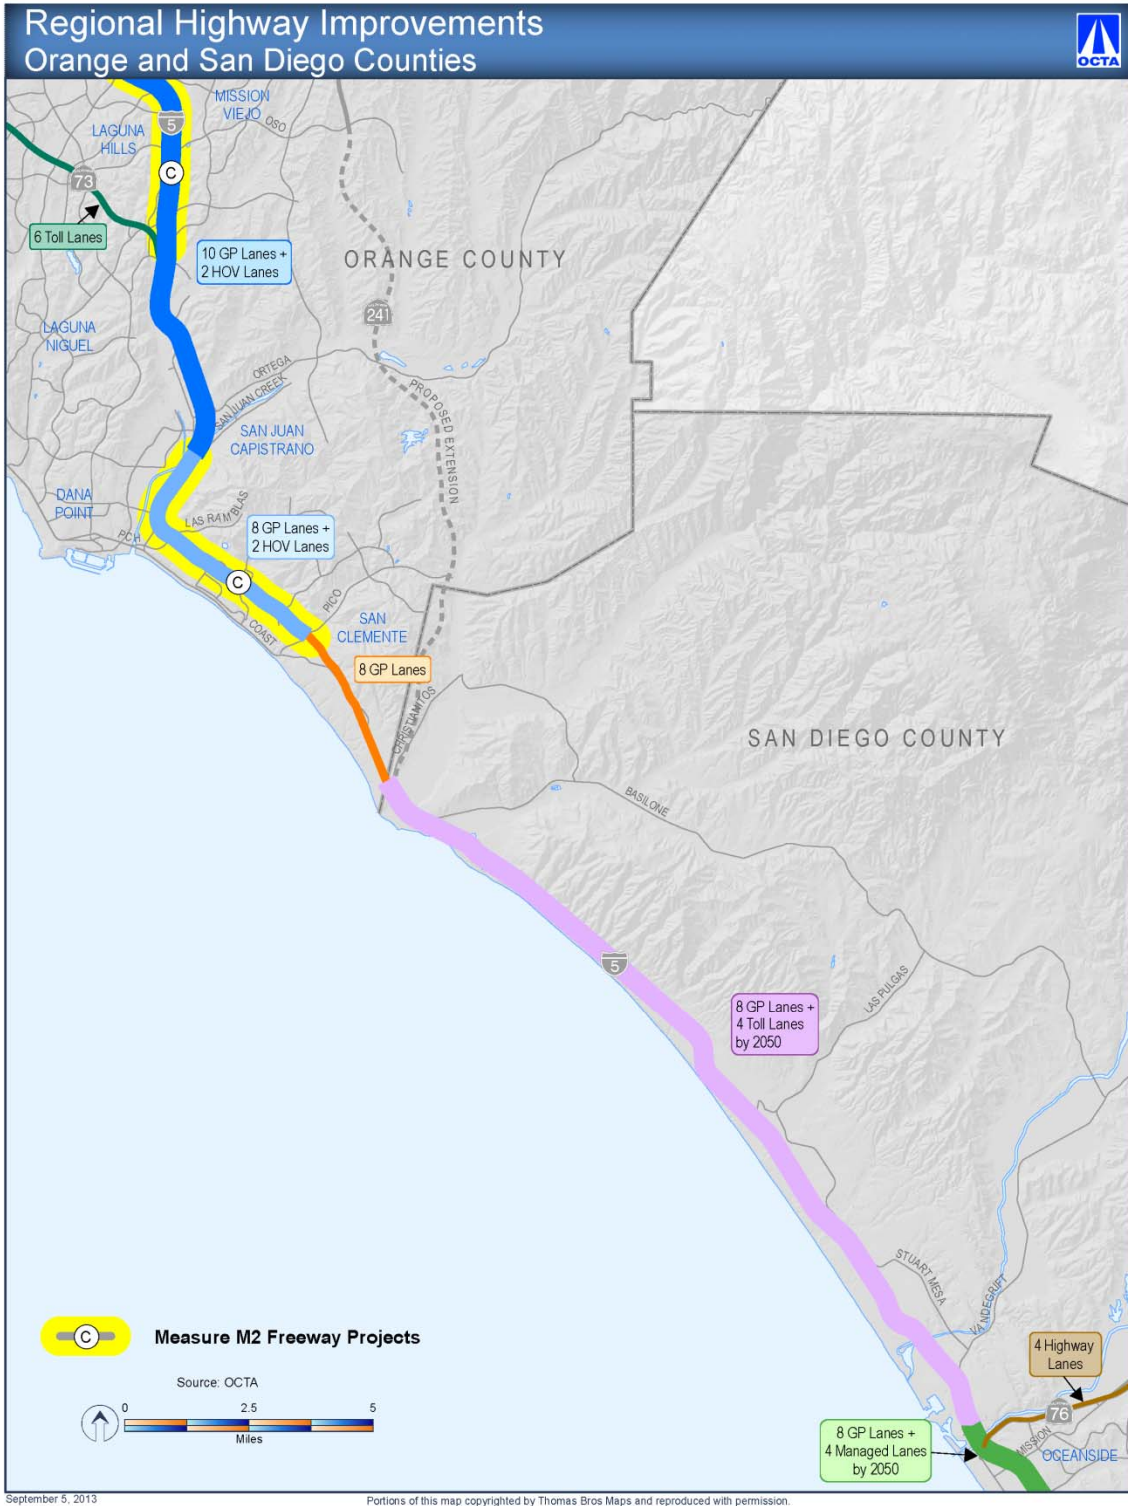 Regional Highway Improvements
Orange and San Diego Counties
OCTA
MISSION
VIEJO
OSO
5
LAGUNA
HILLS
C
73
6 Toll Lanes
10 GP Lanes +
2 HOV Lanes
ORANGE COUNTY
241
LAGUNA
NIGUEL
ORTEGA
SAN JUAN CREEK
PROPOSED EXTENSION
SAN JUAN
CAPISTRANO
DANA
POINT
LAS RAMBLAS
PCH
8 GP Lanes +
2 HOV Lanes
C
PICO
COAST
SAN
CLEMENTE
8 GP Lanes
CHRISTIANITOS
SAN DIEGO COUNTY
BASILONE
5
LAS PULGAS
8 GP Lanes +
4 Toll Lanes
by 2050
STUART MESA
VANDEGRIFT
4 Highway
Lanes
76
MISSION
OCEANSIDE
8 GP Lanes +
4 Managed Lanes
by 2050
C
Measure M2 Freeway Projects
Source: OCTA
0 2.5 5
Miles
September 5, 2013
Portions of this map copyrighted by Thomas Bros Maps and reproduced with permission.